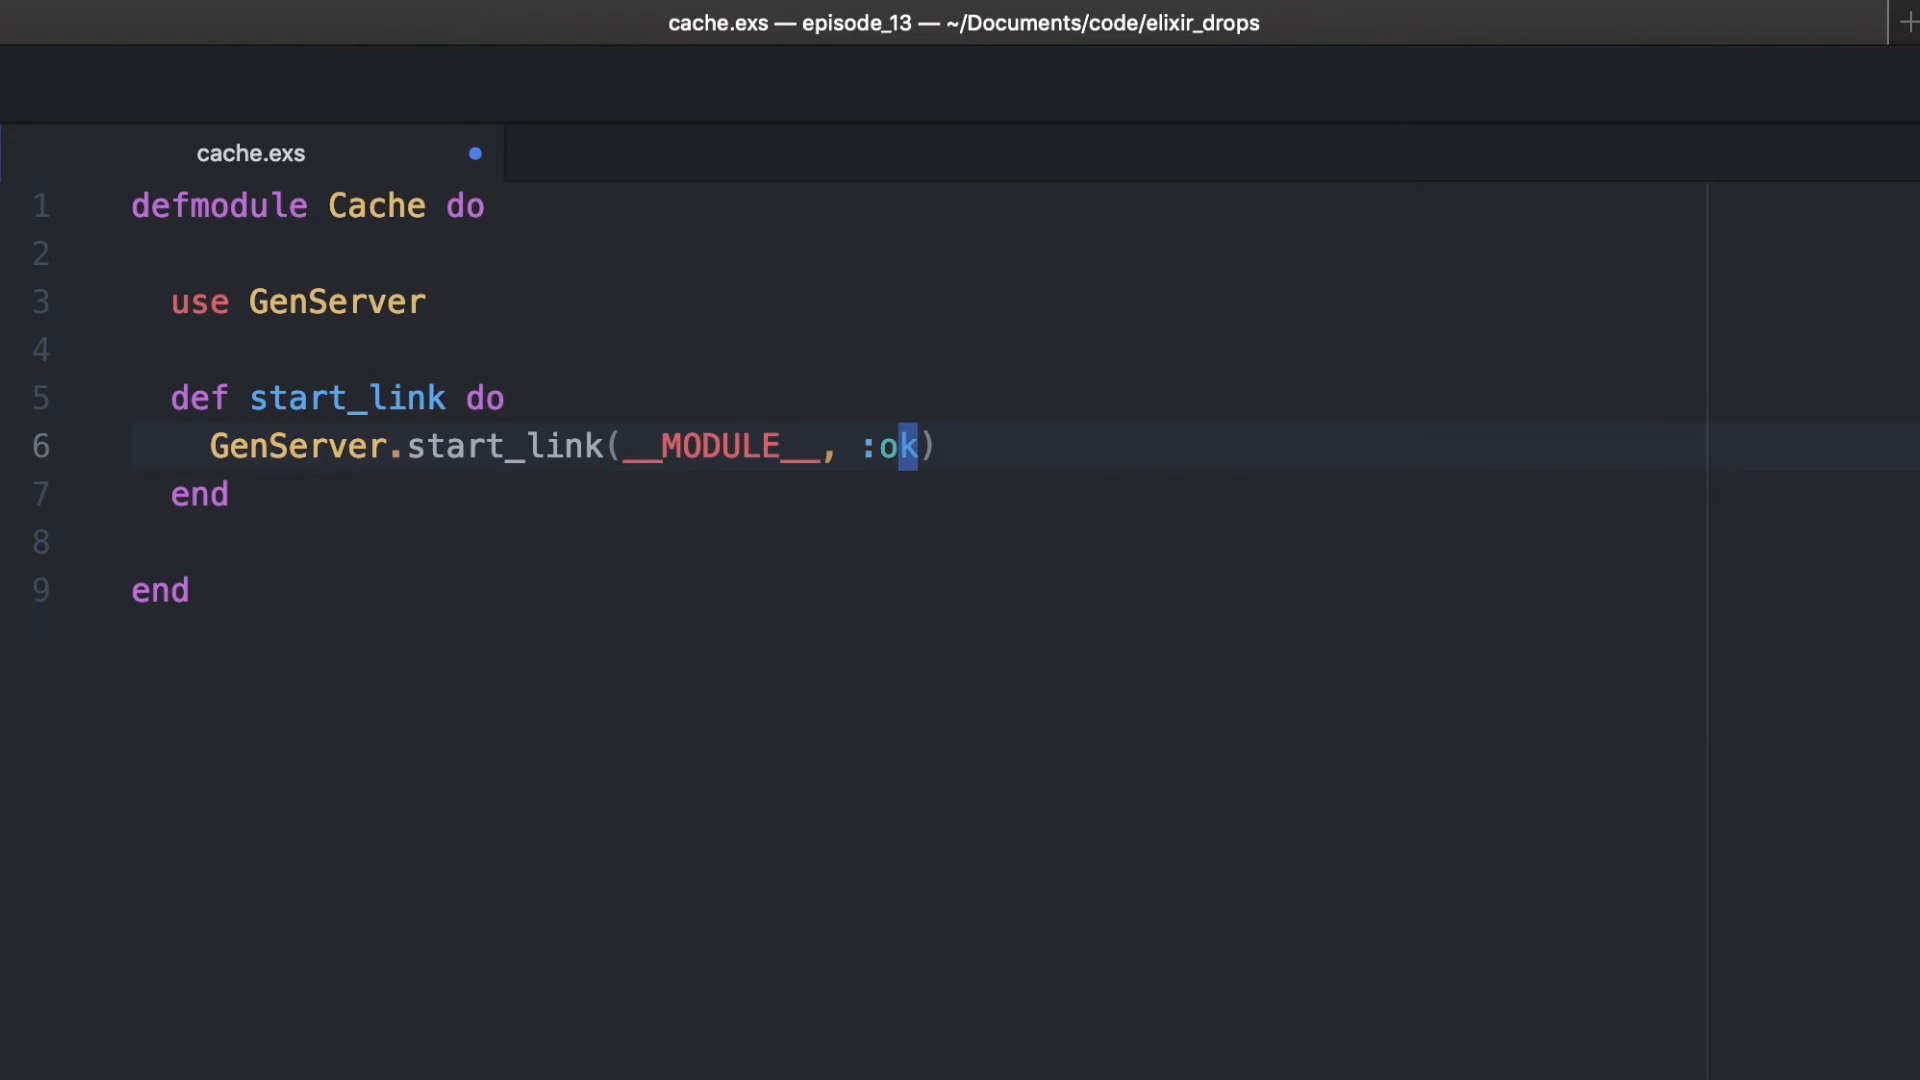 cache.exs — episode_13 — ~/Documents/code/elixir_drops
cache.exs
1 defmodule Cache do
2
3 use GenServer
4
5 def start_link do
6 GenServer.start_link(__MODULE__, :ok)
7 end
8
9 end